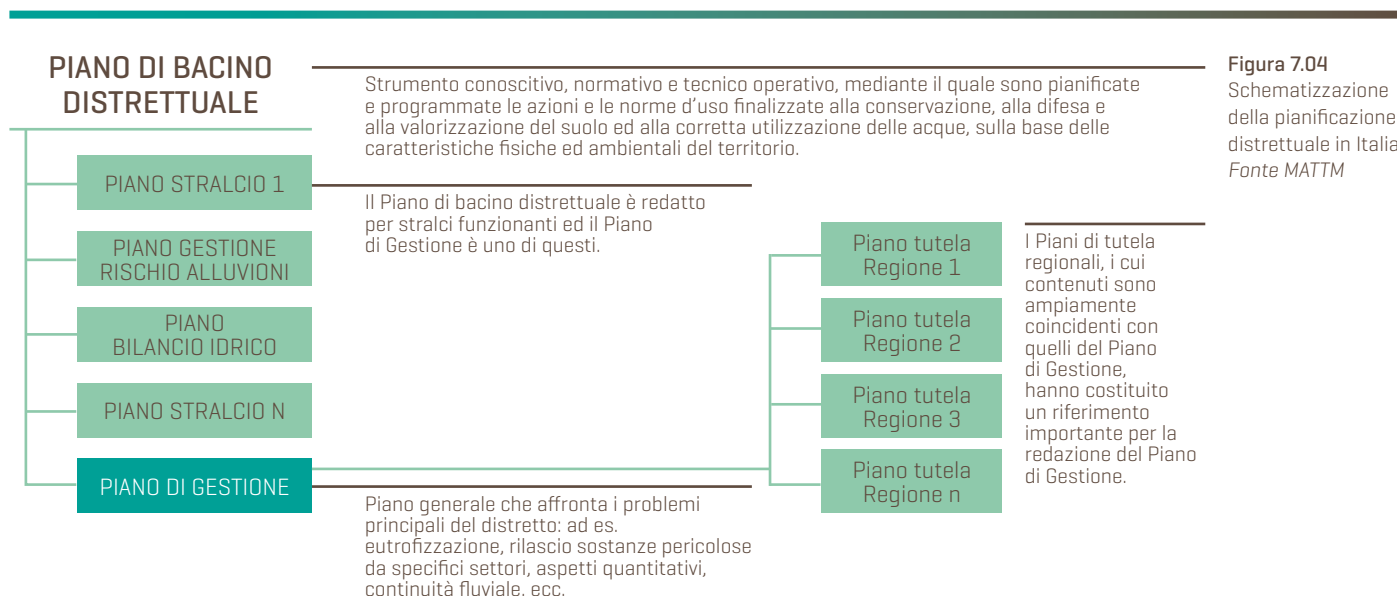 PIANO DI BACINO
DISTRETTUALE
Strumento conoscitivo, normativo e tecnico operativo, mediante il quale sono pianificate
e programmate le azioni e le norme d'uso finalizzate alla conservazione, alla difesa e
alla valorizzazione del suolo ed alla corretta utilizzazione delle acque, sulla base delle
caratteristiche fisiche ed ambientali del territorio.
Figura 7.04
Schematizzazione
della pianificazione
distrettuale in Italia
Fonte MATTM
PIANO STRALCIO 1
Il Piano di bacino distrettuale è redatto
per stralci funzionanti ed il Piano
di Gestione è uno di questi.
PIANO GESTIONE
RISCHIO ALLUVIONI
PIANO
BILANCIO IDRICO
PIANO STRALCIO N
PIANO DI GESTIONE
Piano generale che affronta i problemi
principali del distretto: ad es.
eutrofizzazione, rilascio sostanze pericolose
da specifici settori, aspetti quantitativi,
continuità fluviale, ecc.
Piano tutela
Regione 1
Piano tutela
Regione 2
Piano tutela
Regione 3
Piano tutela
Regione n
I Piani di tutela
regionali, i cui
contenuti sono
ampiamente
coincidenti con
quelli del Piano
di Gestione,
hanno costituito
un riferimento
importante per la
redazione del Piano
di Gestione.